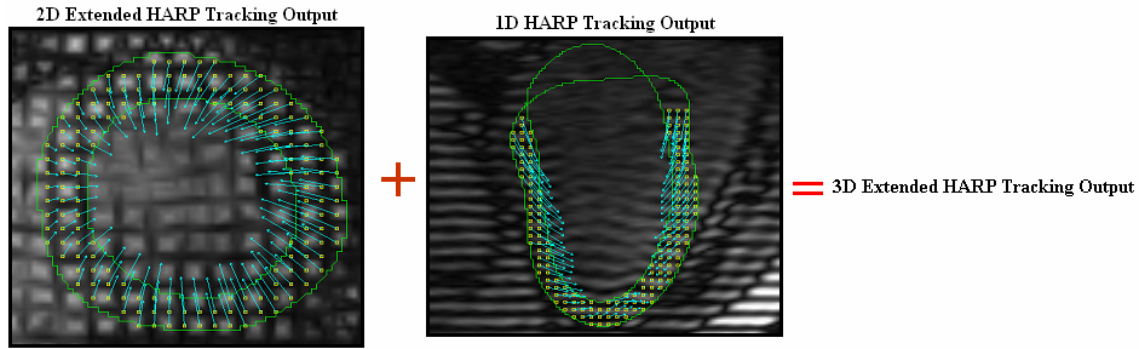 2D Extended HARP Tracking Output
1D HARP Tracking Output
+
= 3D Extended HARP Tracking Output